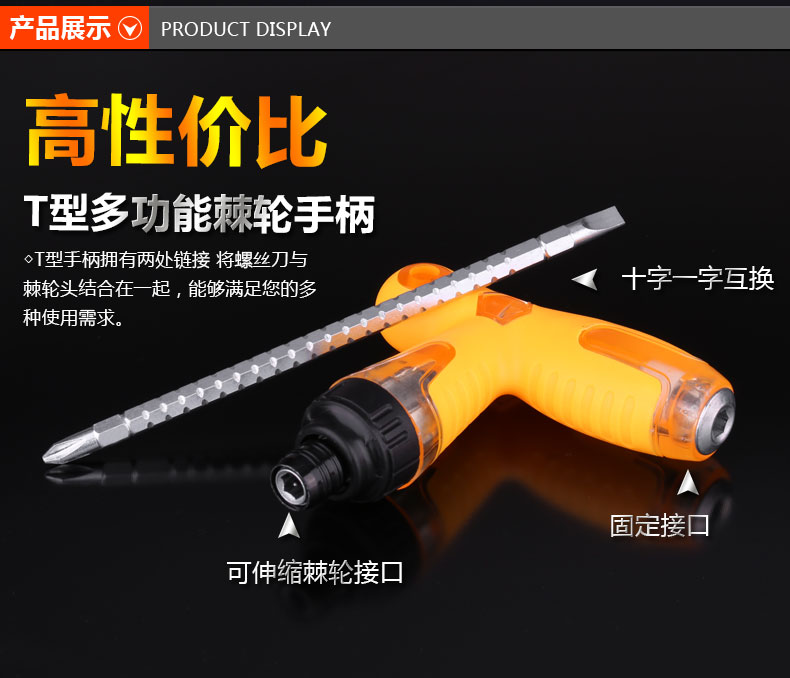 产品展示
PRODUCT DISPLAY
高性价比
T型多功能棘轮手柄
◇T型手柄拥有两处链接 将螺丝刀与
棘轮头结合在一起，能够满足您的多
种使用需求。
十字一字互换
固定接口
可伸缩棘轮接口